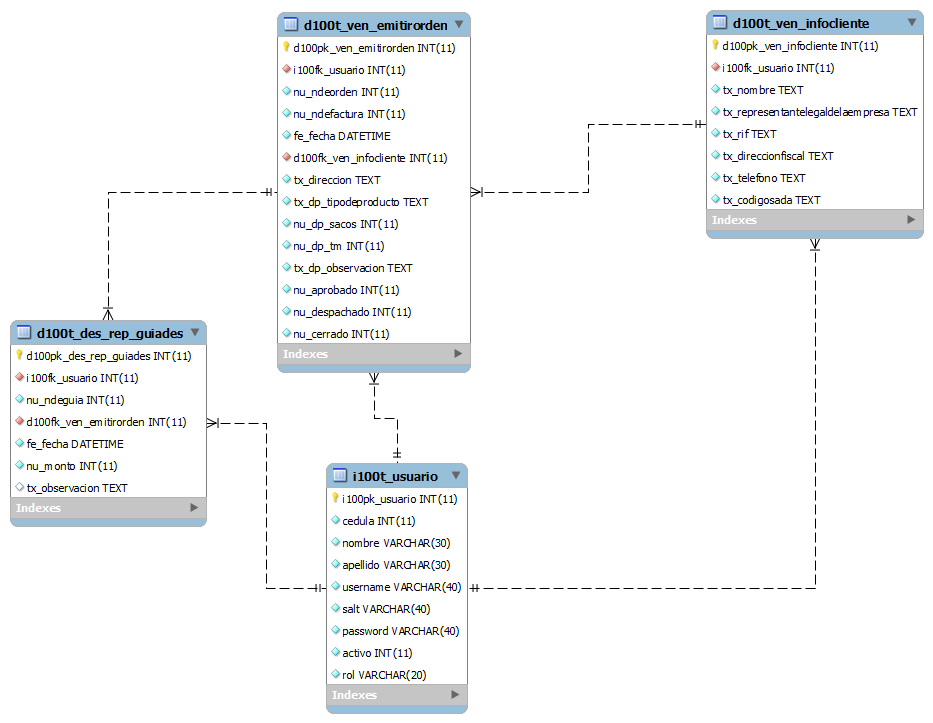 d100t_ven_emitirorden
d100pk_ven_emitirorden INT(11)
i100fk_usuario INT(11)
nu_ndeorden INT(11)
nu_ndefactura INT(11)
fe_fecha DATETIME
d100fk_ven_infocliente INT(11)
tx_direccion TEXT
tx_dp_tipodeproducto TEXT
nu_dp_sacos INT(11)
nu_dp_tm INT(11)
tx_dp_observacion TEXT
nu_aprobado INT(11)
nu_despachado INT(11)
nu_cerrado INT(11)
Indexes
d100t_ven_infocliente
d100pk_ven_infocliente INT(11)
i100fk_usuario INT(11)
tx_nombre TEXT
tx_representantelegaldelaempresa TEXT
tx_rif TEXT
tx_direccionfiscal TEXT
tx_telefono TEXT
tx_codigosada TEXT
Indexes
d100t_des_rep_guiades
d100pk_des_rep_guiades INT(11)
i100fk_usuario INT(11)
nu_ndeguia INT(11)
d100fk_ven_emitirorden INT(11)
fe_fecha DATETIME
nu_monto INT(11)
tx_observacion TEXT
Indexes
i100t_usuario
i100pk_usuario INT(11)
cedula INT(11)
nombre VARCHAR(30)
apellido VARCHAR(30)
username VARCHAR(40)
salt VARCHAR(40)
password VARCHAR(40)
activo INT(11)
rol VARCHAR(20)
Indexes